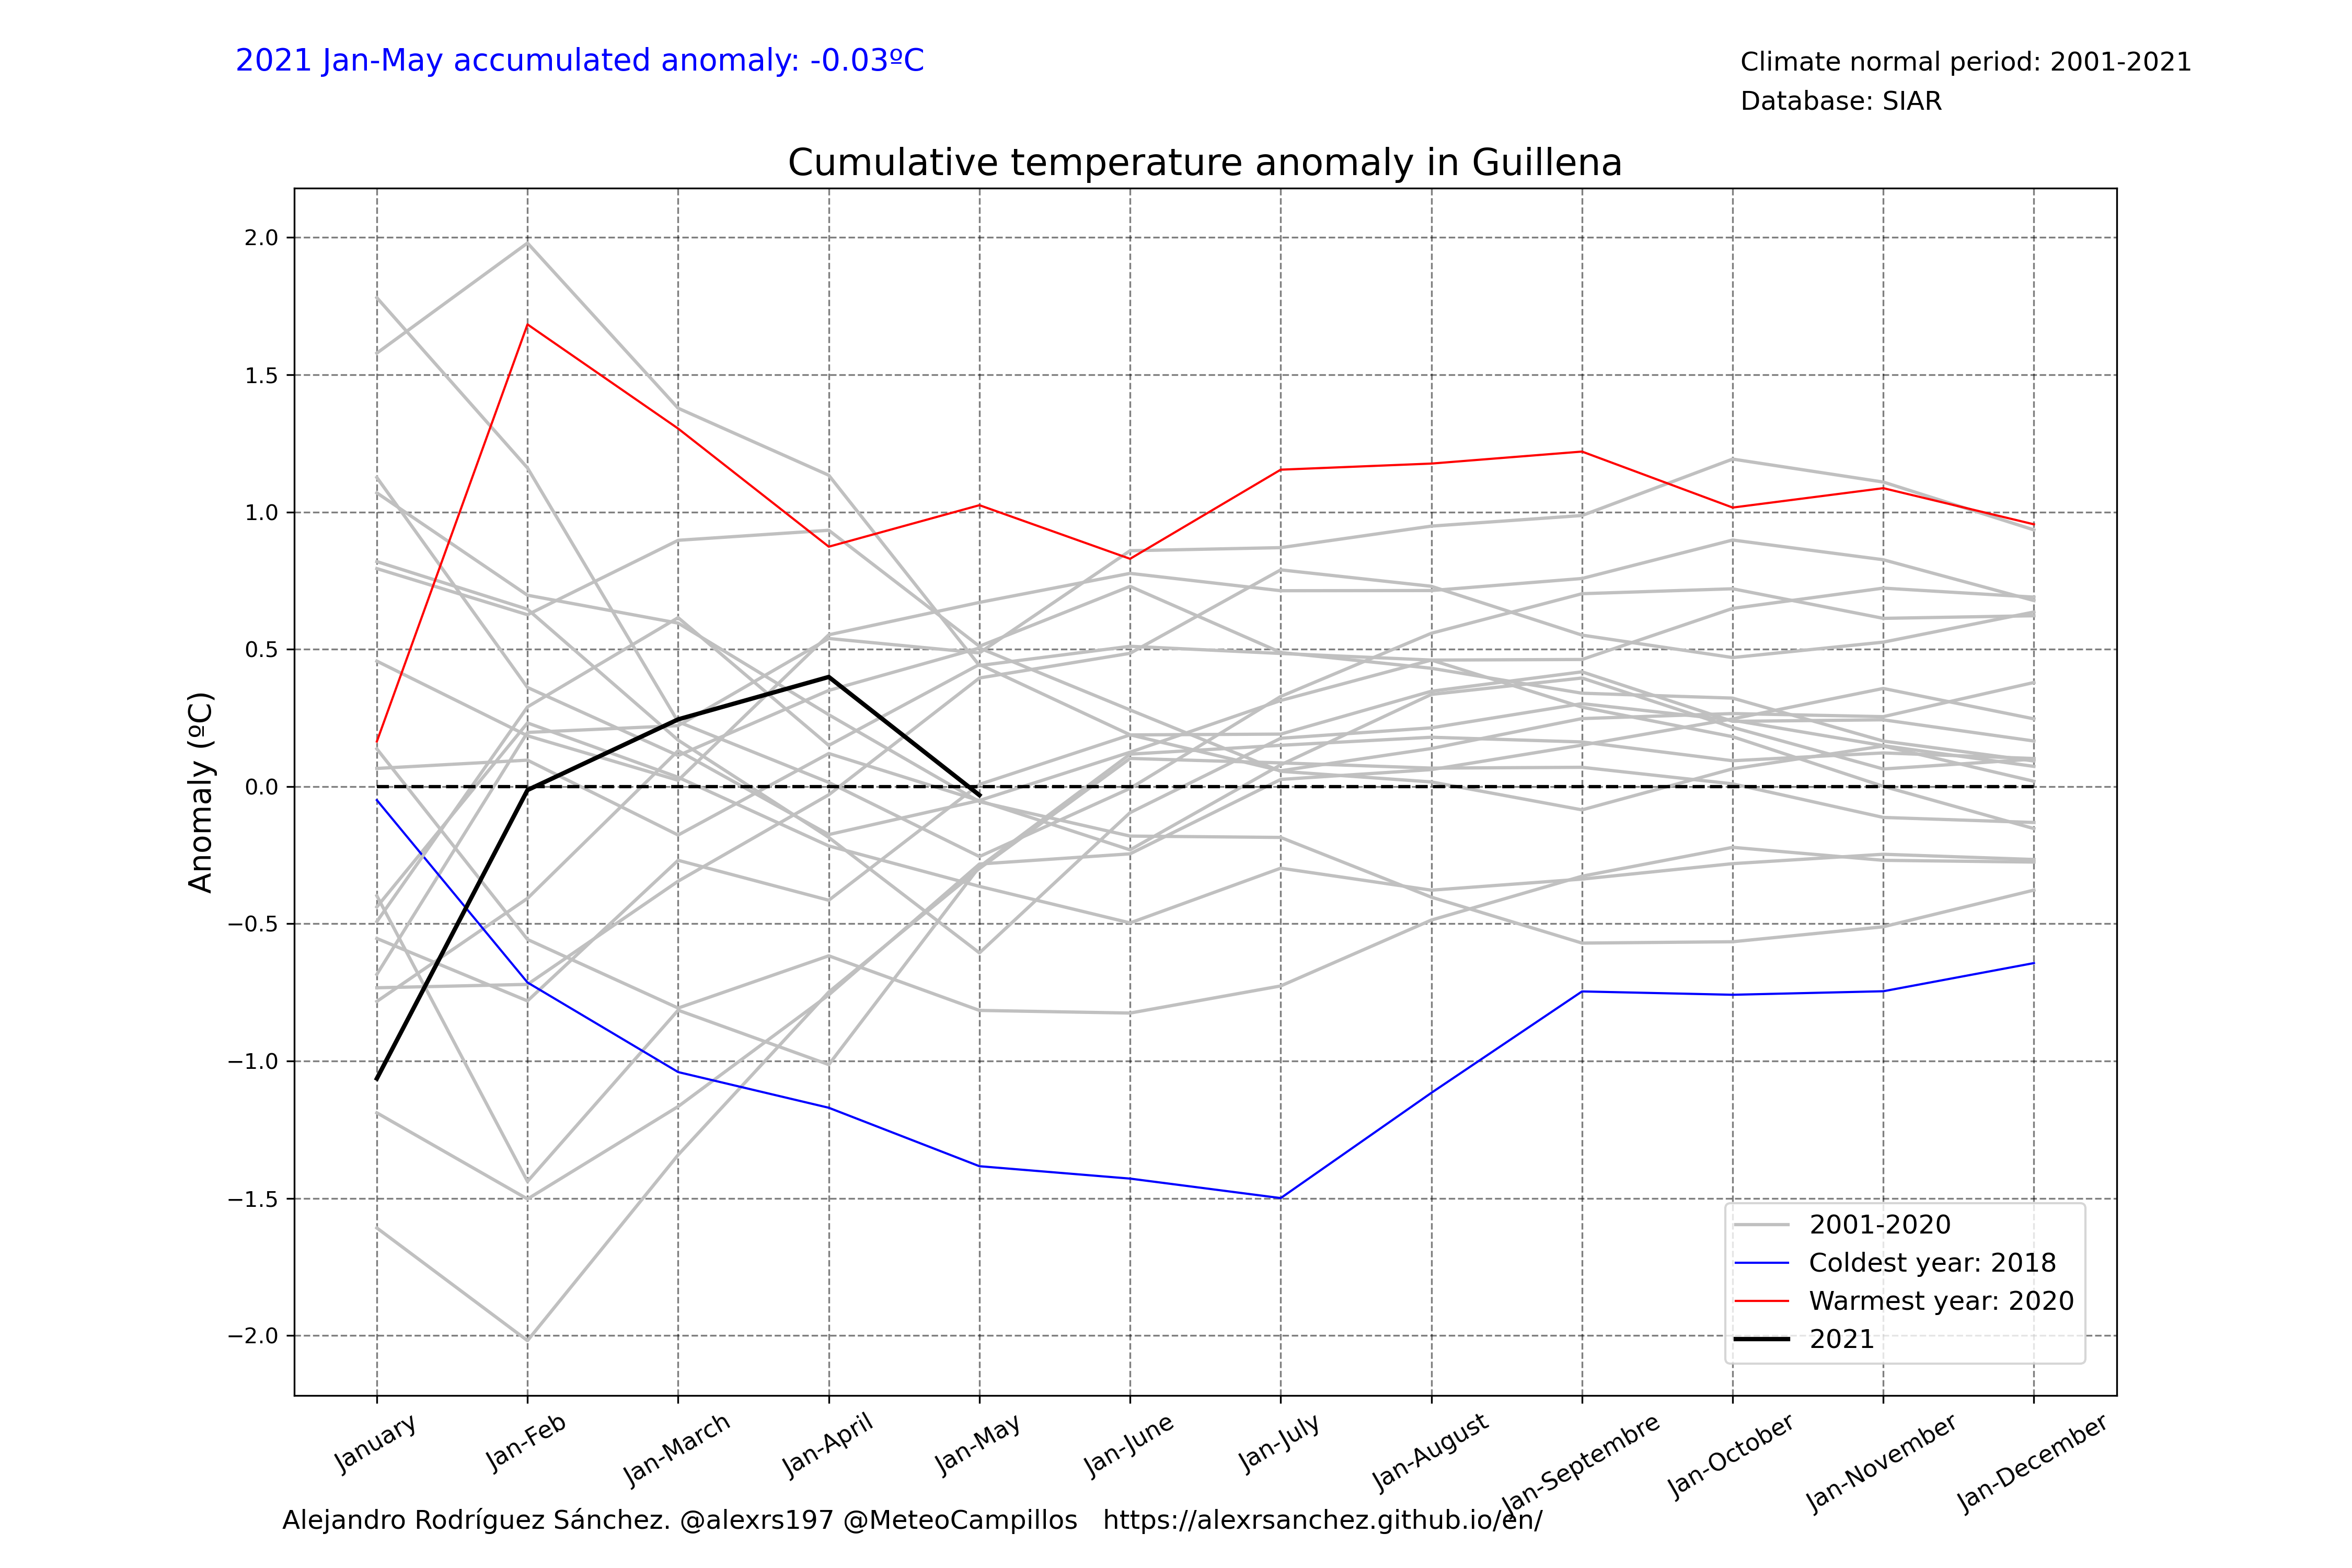 2021 Jan-May accumulated anomaly: -0.03ºC
Climate normal period: 2001-2021
Database: SIAR
Cumulative temperature anomaly in Guillena
Anomaly (ºC)
2.0
1.5
1.0
0.5
0.0
−0.5
−1.0
−1.5
−2.0
2001-2020
Coldest year: 2018
Warmest year: 2020
2021
January
Jan-Feb
Jan-March
Jan-April
Jan-May
Jan-June
Jan-July
Jan-August
Jan-Septembre
Jan-October
Jan-November
Jan-December
Alejandro Rodríguez Sánchez. @alexrs197 @MeteoCampillos https://alexrsanchez.github.io/en/